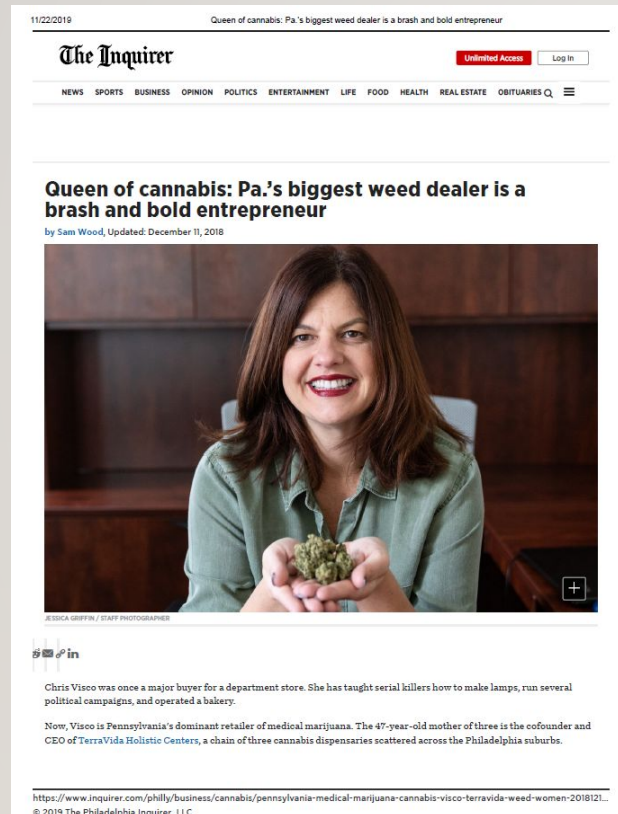 11/22/2019 Queen of cannabis: Pa.'s biggest weed dealer is a brash and bold entrepreneur
The Inquirer
Unlimited Access Log In
NEWS SPORTS BUSINESS OPINION POLITICS ENTERTAINMENT LIFE FOOD HEALTH REAL ESTATE OBITUARIES
Queen of cannabis: Pa.'s biggest weed dealer is a
brash and bold entrepreneur
by Sam Wood, Updated: December 11, 2018
JESSICA GRIFFIN / STAFF PHOTOGRAPHER
in
Chris Visco was once a major buyer for a department store. She has taught serial killers how to make lamps, run several
political campaigns, and operated a bakery.
Now, Visco is Pennsylvania's dominant retailer of medical marijuana. The 47-year-old mother of three is the cofounder and
CEO of TerraVida Holistic Centers, a chain of three cannabis dispensaries scattered across the Philadelphia suburbs.
https://www.inquirer.com/philly/business/cannabis/pennsylvania-medical-marijuana-cannabis-visco-terravida-weed-women-2018121...
© 2019 The Philadelphia Inquirer, LLC